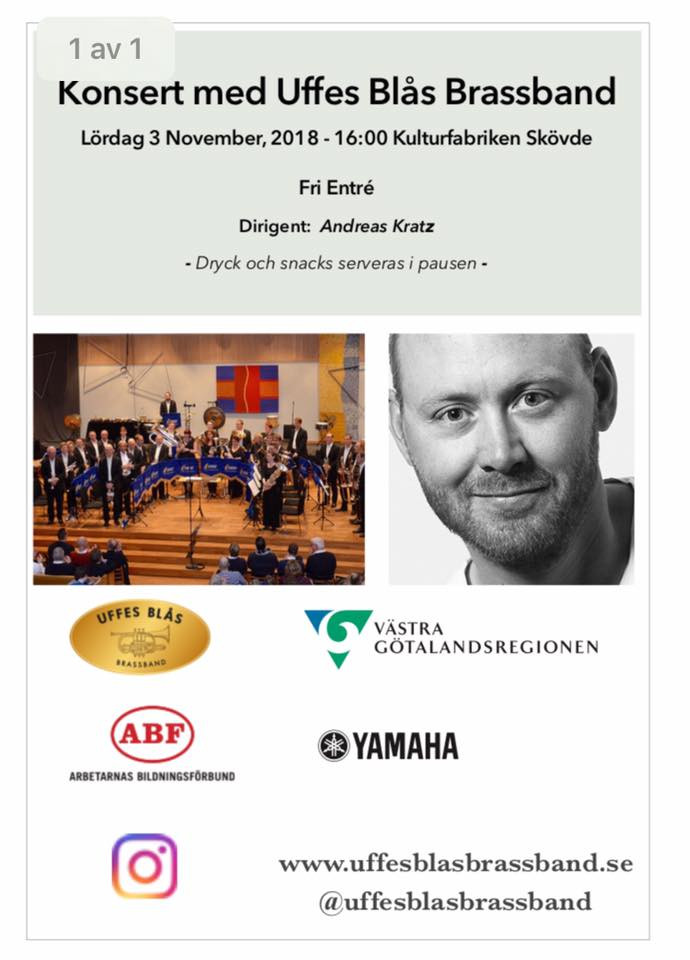 1 av 1
Konsert med Uffes Blås Brassband
Lördag 3 November, 2018 - 16:00 Kulturfabriken Skövde
Fri Entré
Dirigent: Andreas Kratz
- Dryck och snacks serveras i pausen -
UFFES BLÅS
BRASSBAND
VÄSTRA
GÖTALANDSREGIONEN
ABF
ARBETARNAS BILDNINGSFÖRBUND
YAMAHA
www.uffesblasbrassband.se
@uffesblasbrassband